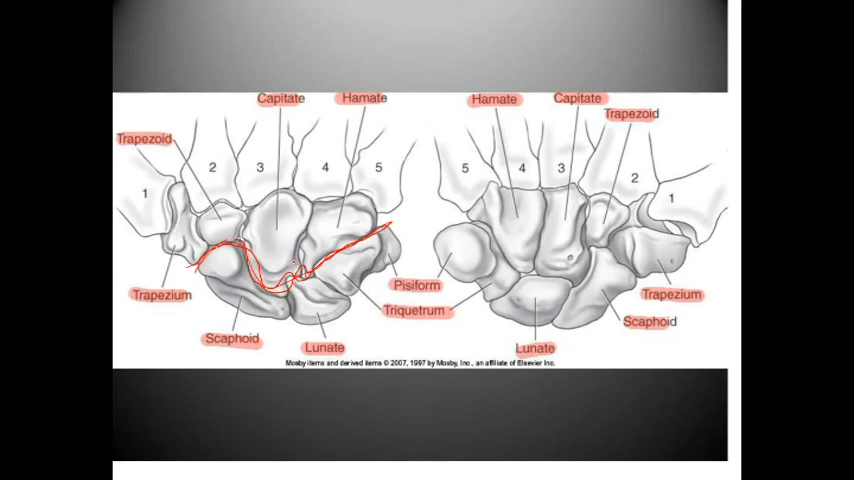 Capitate Hamate Hamate Capitate
Trapezoid
Trapezoid
2 3 4 5 5 4 3 2
1 1
Pisiform
Trapezium Trapezium
Triquetrum
Scaphoid
Scaphoid
Lunate Lunate
Mosby items and derived items © 2007, 1997 by Mosby, Inc., an affiliate of Elsevier Inc.